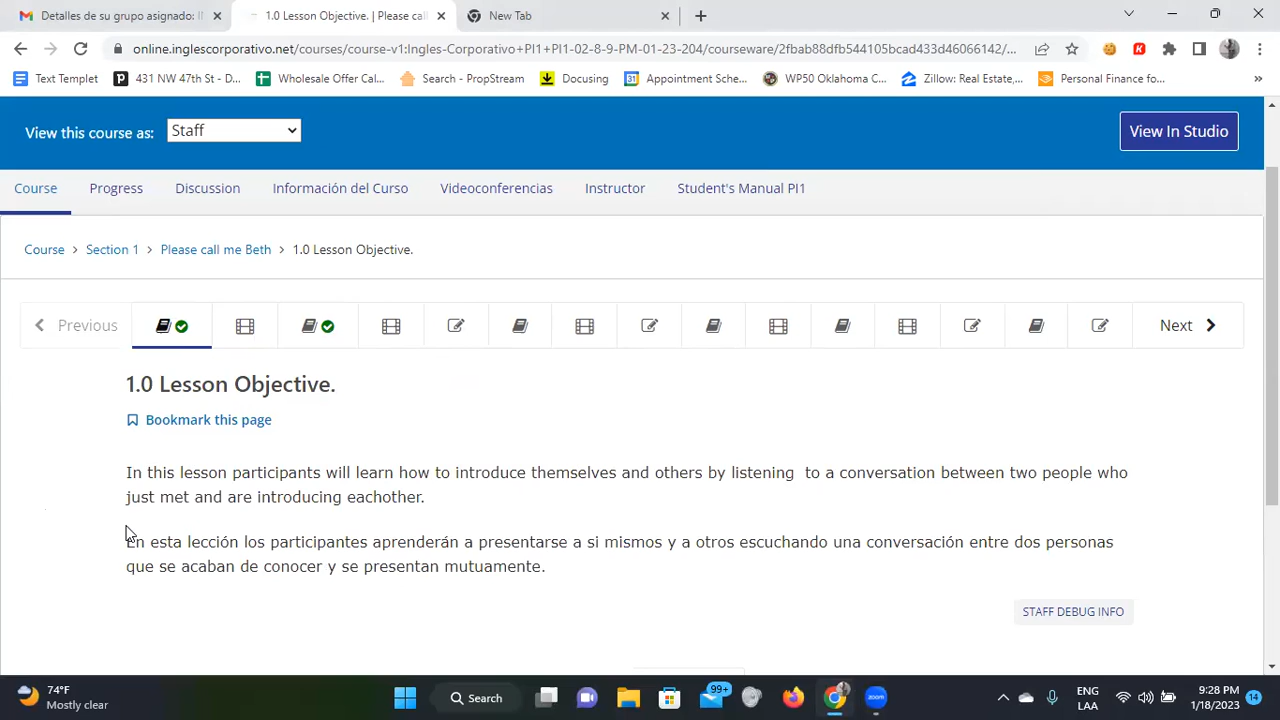 Detalles de su grupo asignado: I
1.0 Lesson Objective. | Please call
New Tab
online.inglescorporativo.net/courses/course-v1:Ingles-Corporativo+PI1+PI1-02-8-9-PM-01-23-204/courseware/2fbab88dfb544105bcad433d46066142/...
Text Templet
431 NW 47th St - D...
Wholesale Offer Cal...
Search - PropStream
Docusing
Appointment Sche...
WP50 Oklahoma C...
Zillow: Real Estate,...
Personal Finance fo...
»
View this course as:
Staff
View In Studio
Course
Progress
Discussion
Información del Curso
Videoconferencias
Instructor
Student's Manual PI1
Course > Section 1 > Please call me Beth > 1.0 Lesson Objective.
Previous
Next
1.0 Lesson Objective.
Bookmark this page
In this lesson participants will learn how to introduce themselves and others by listening to a conversation between two people who
just met and are introducing eachother.
En esta lección los participantes aprenderán a presentarse a si mismos y a otros escuchando una conversación entre dos personas
que se acaban de conocer y se presentan mutuamente.
STAFF DEBUG INFO
74°F
Mostly clear
Search
99+
zoom
ENG
LAA
9:28 PM
1/18/2023
14